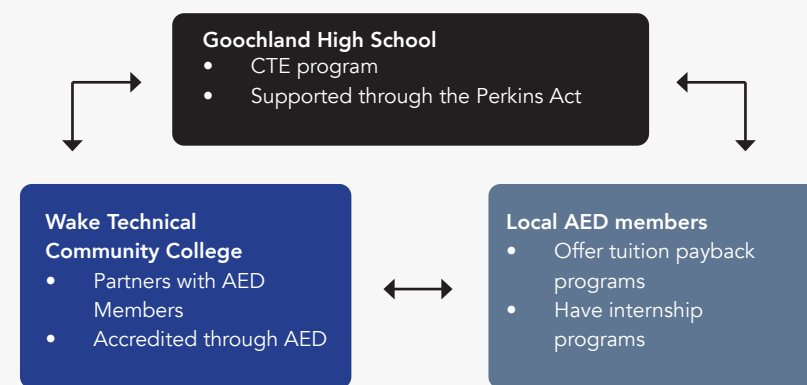 Goochland High School
• CTE program
• Supported through the Perkins Act
Wake Technical
Community College
• Partners with AED
Members
• Accredited through AED
Local AED members
• Offer tuition payback
programs
• Have internship
programs